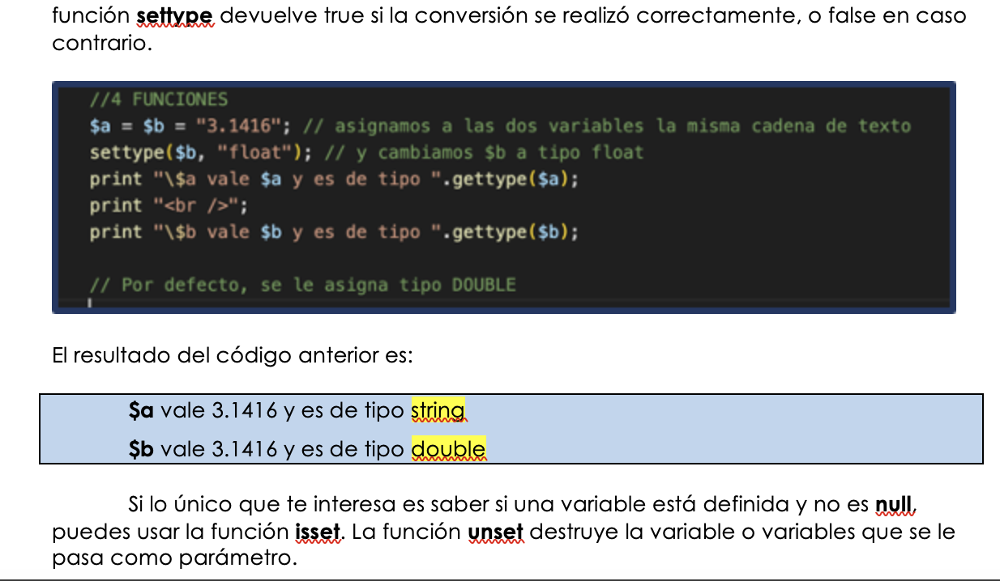 función settype devuelve true si la conversión se realizó correctamente, o false en caso
contrario.
//4 FUNCIONES
$a = $b = "3.1416"; // asignamos a las dos variables la misma cadena de texto
settype($b, "float"); // y cambiamos $b a tipo float
print "\$a vale $a y es de tipo ".gettype($a);
print "<br />";
print "\$b vale $b y es de tipo ".gettype($b);
// Por defecto, se le asigna tipo DOUBLE
El resultado del código anterior es:
$a vale 3.1416 y es de tipo string
$b vale 3.1416 y es de tipo double
Si lo único que te interesa es saber si una variable está definida y no es null,
puedes usar la función isset. La función unset destruye la variable o variables que se le
pasa como parámetro.